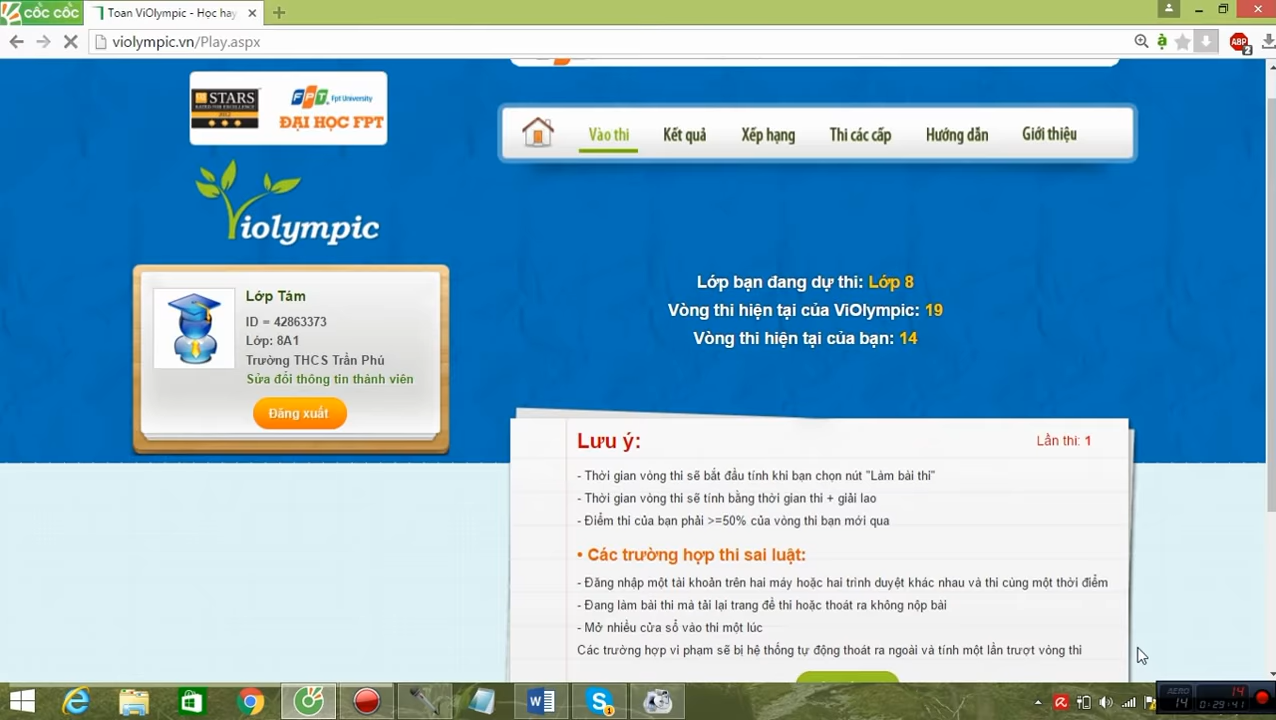 cốc cốc
Toan ViOlympic - Học hay
violympic.vn/Play.aspx
ABP
2
STARS
FPT Fpt University
ĐẠI HỌC FPT
Vào thi
Kết quả
Xếp hạng
Thi các cấp
Hướng dẫn
Giới thiệu
Violympic
Lớp Tám
ID = 42863373
Lớp: 8A1
Trường THCS Trần Phú
Sửa đổi thông tin thành viên
Đăng xuất
Lớp bạn đang dự thi: Lớp 8
Vòng thi hiện tại của ViOlympic: 19
Vòng thi hiện tại của bạn: 14
Lưu ý:
Lần thi: 1
- Thời gian vòng thi sẽ bắt đầu tính khi bạn chọn nút "Làm bài thi"
- Thời gian vòng thi sẽ tính bằng thời gian thi + giải lao
- Điểm thi của bạn phải >=50% của vòng thi bạn mới qua
• Các trường hợp thi sai luật:
- Đăng nhập một tài khoản trên hai máy hoặc hai trình duyệt khác nhau và thi cùng một thời điểm
- Đang làm bài thi mà tải lại trang đề thi hoặc thoát ra không nộp bài
- Mở nhiều cửa sổ vào thi một lúc
Các trường hợp vi phạm sẽ bị hệ thống tự động thoát ra ngoài và tính một lần trượt vòng thi
AERO
14
14
0:29:41